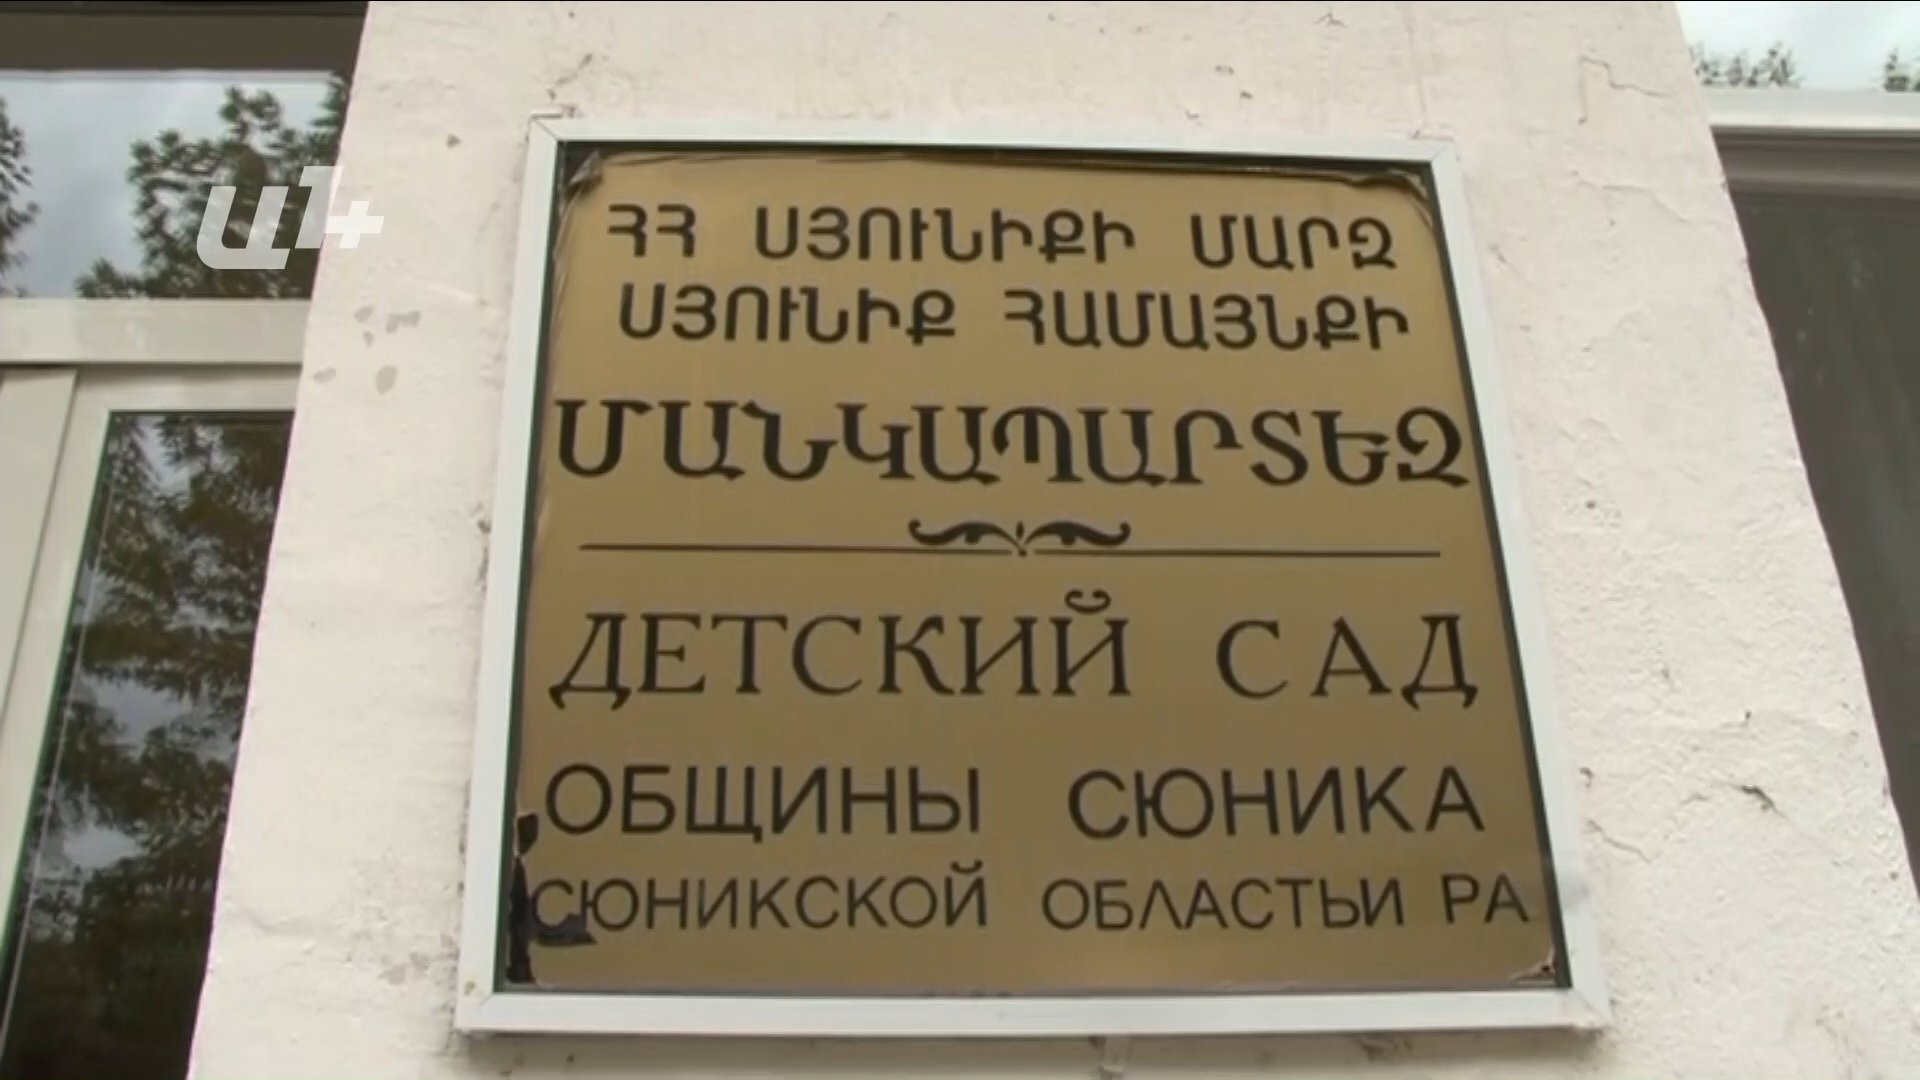 ա1+
ՀՀ ՍՅՈՒՆԻՔԻ ՄԱՐԶ
ՍՅՈՒՆԻՔ ՀԱՄԱՅՆՔԻ
ՄԱՆԿԱՊԱՐՏԵԶ
ДЕТСКИЙ САД
ОБЩИНЫ СЮНИКА
СЮНИКСКОЙ ОБЛАСТЬИ РА